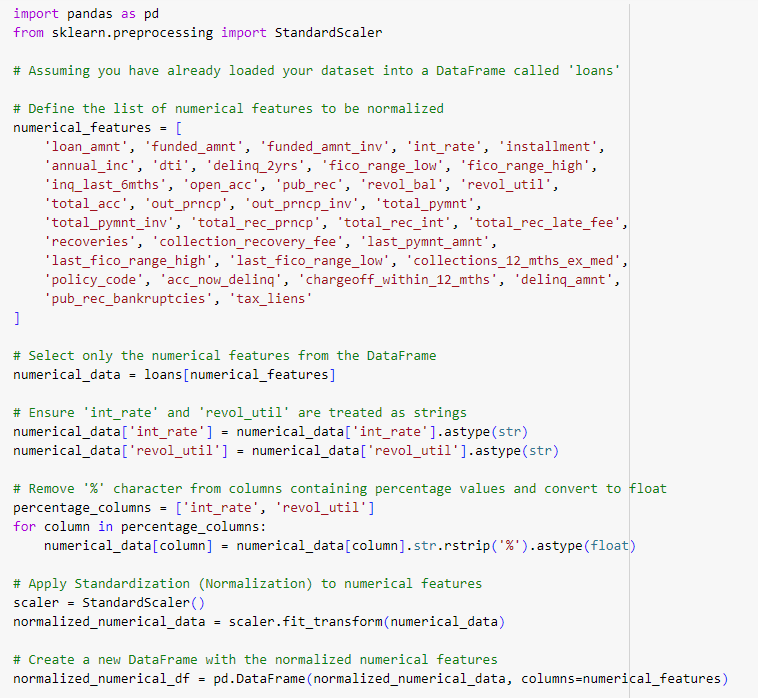 import pandas as pd
from sklearn.preprocessing import StandardScaler
# Assuming you have already loaded your dataset into a DataFrame called 'loans'
# Define the list of numerical features to be normalized
numerical_features = [
    'loan_amnt', 'funded_amnt', 'funded_amnt_inv', 'int_rate', 'installment',
    'annual_inc', 'dti', 'delinq_2yrs', 'fico_range_low', 'fico_range_high',
    'inq_last_6mths', 'open_acc', 'pub_rec', 'revol_bal', 'revol_util',
    'total_acc', 'out_prncp', 'out_prncp_inv', 'total_pymnt',
    'total_pymnt_inv', 'total_rec_prncp', 'total_rec_int', 'total_rec_late_fee',
    'recoveries', 'collection_recovery_fee', 'last_pymnt_amnt',
    'last_fico_range_high', 'last_fico_range_low', 'collections_12_mths_ex_med',
    'policy_code', 'acc_now_delinq', 'chargeoff_within_12_mths', 'delinq_amnt',
    'pub_rec_bankruptcies', 'tax_liens'
]
# Select only the numerical features from the DataFrame
numerical_data = loans[numerical_features]
# Ensure 'int_rate' and 'revol_util' are treated as strings
numerical_data['int_rate'] = numerical_data['int_rate'].astype(str)
numerical_data['revol_util'] = numerical_data['revol_util'].astype(str)
# Remove '%' character from columns containing percentage values and convert to float
percentage_columns = ['int_rate', 'revol_util']
for column in percentage_columns:
    numerical_data[column] = numerical_data[column].str.rstrip('%').astype(float)
# Apply Standardization (Normalization) to numerical features
scaler = StandardScaler()
normalized_numerical_data = scaler.fit_transform(numerical_data)
# Create a new DataFrame with the normalized numerical features
normalized_numerical_df = pd.DataFrame(normalized_numerical_data, columns=numerical_features)